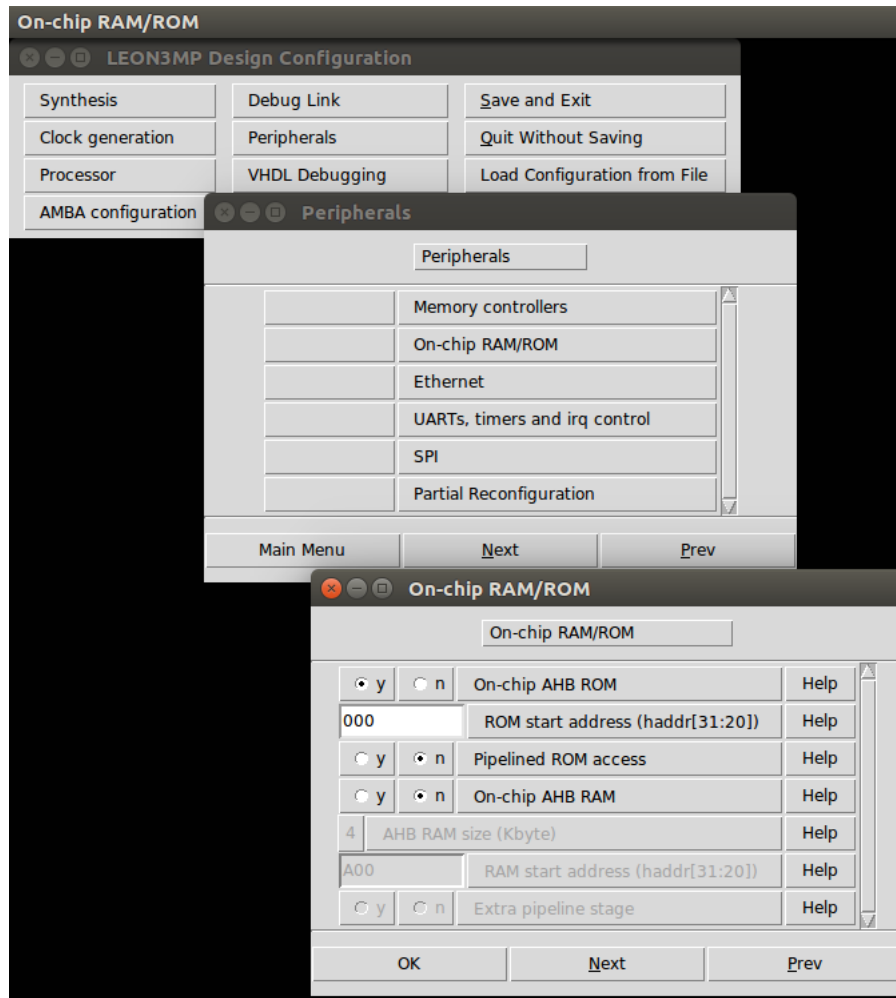 On-chip RAM/ROM
LEON3MP Design Configuration
Synthesis Debug Link Save and Exit
Clock generation Peripherals Quit Without Saving
Processor VHDL Debugging Load Configuration from File
AMBA configuration
Peripherals
Peripherals
Memory controllers
On-chip RAM/ROM
Ethernet
UARTs, timers and irq control
SPI
Partial Reconfiguration
Main Menu Next Prev
On-chip RAM/ROM
On-chip RAM/ROM
y n On-chip AHB ROM Help
000 ROM start address (haddr[31:20]) Help
y n Pipelined ROM access Help
y n On-chip AHB RAM Help
4 AHB RAM size (Kbyte) Help
A00 RAM start address (haddr[31:20]) Help
y n Extra pipeline stage Help
OK Next Prev